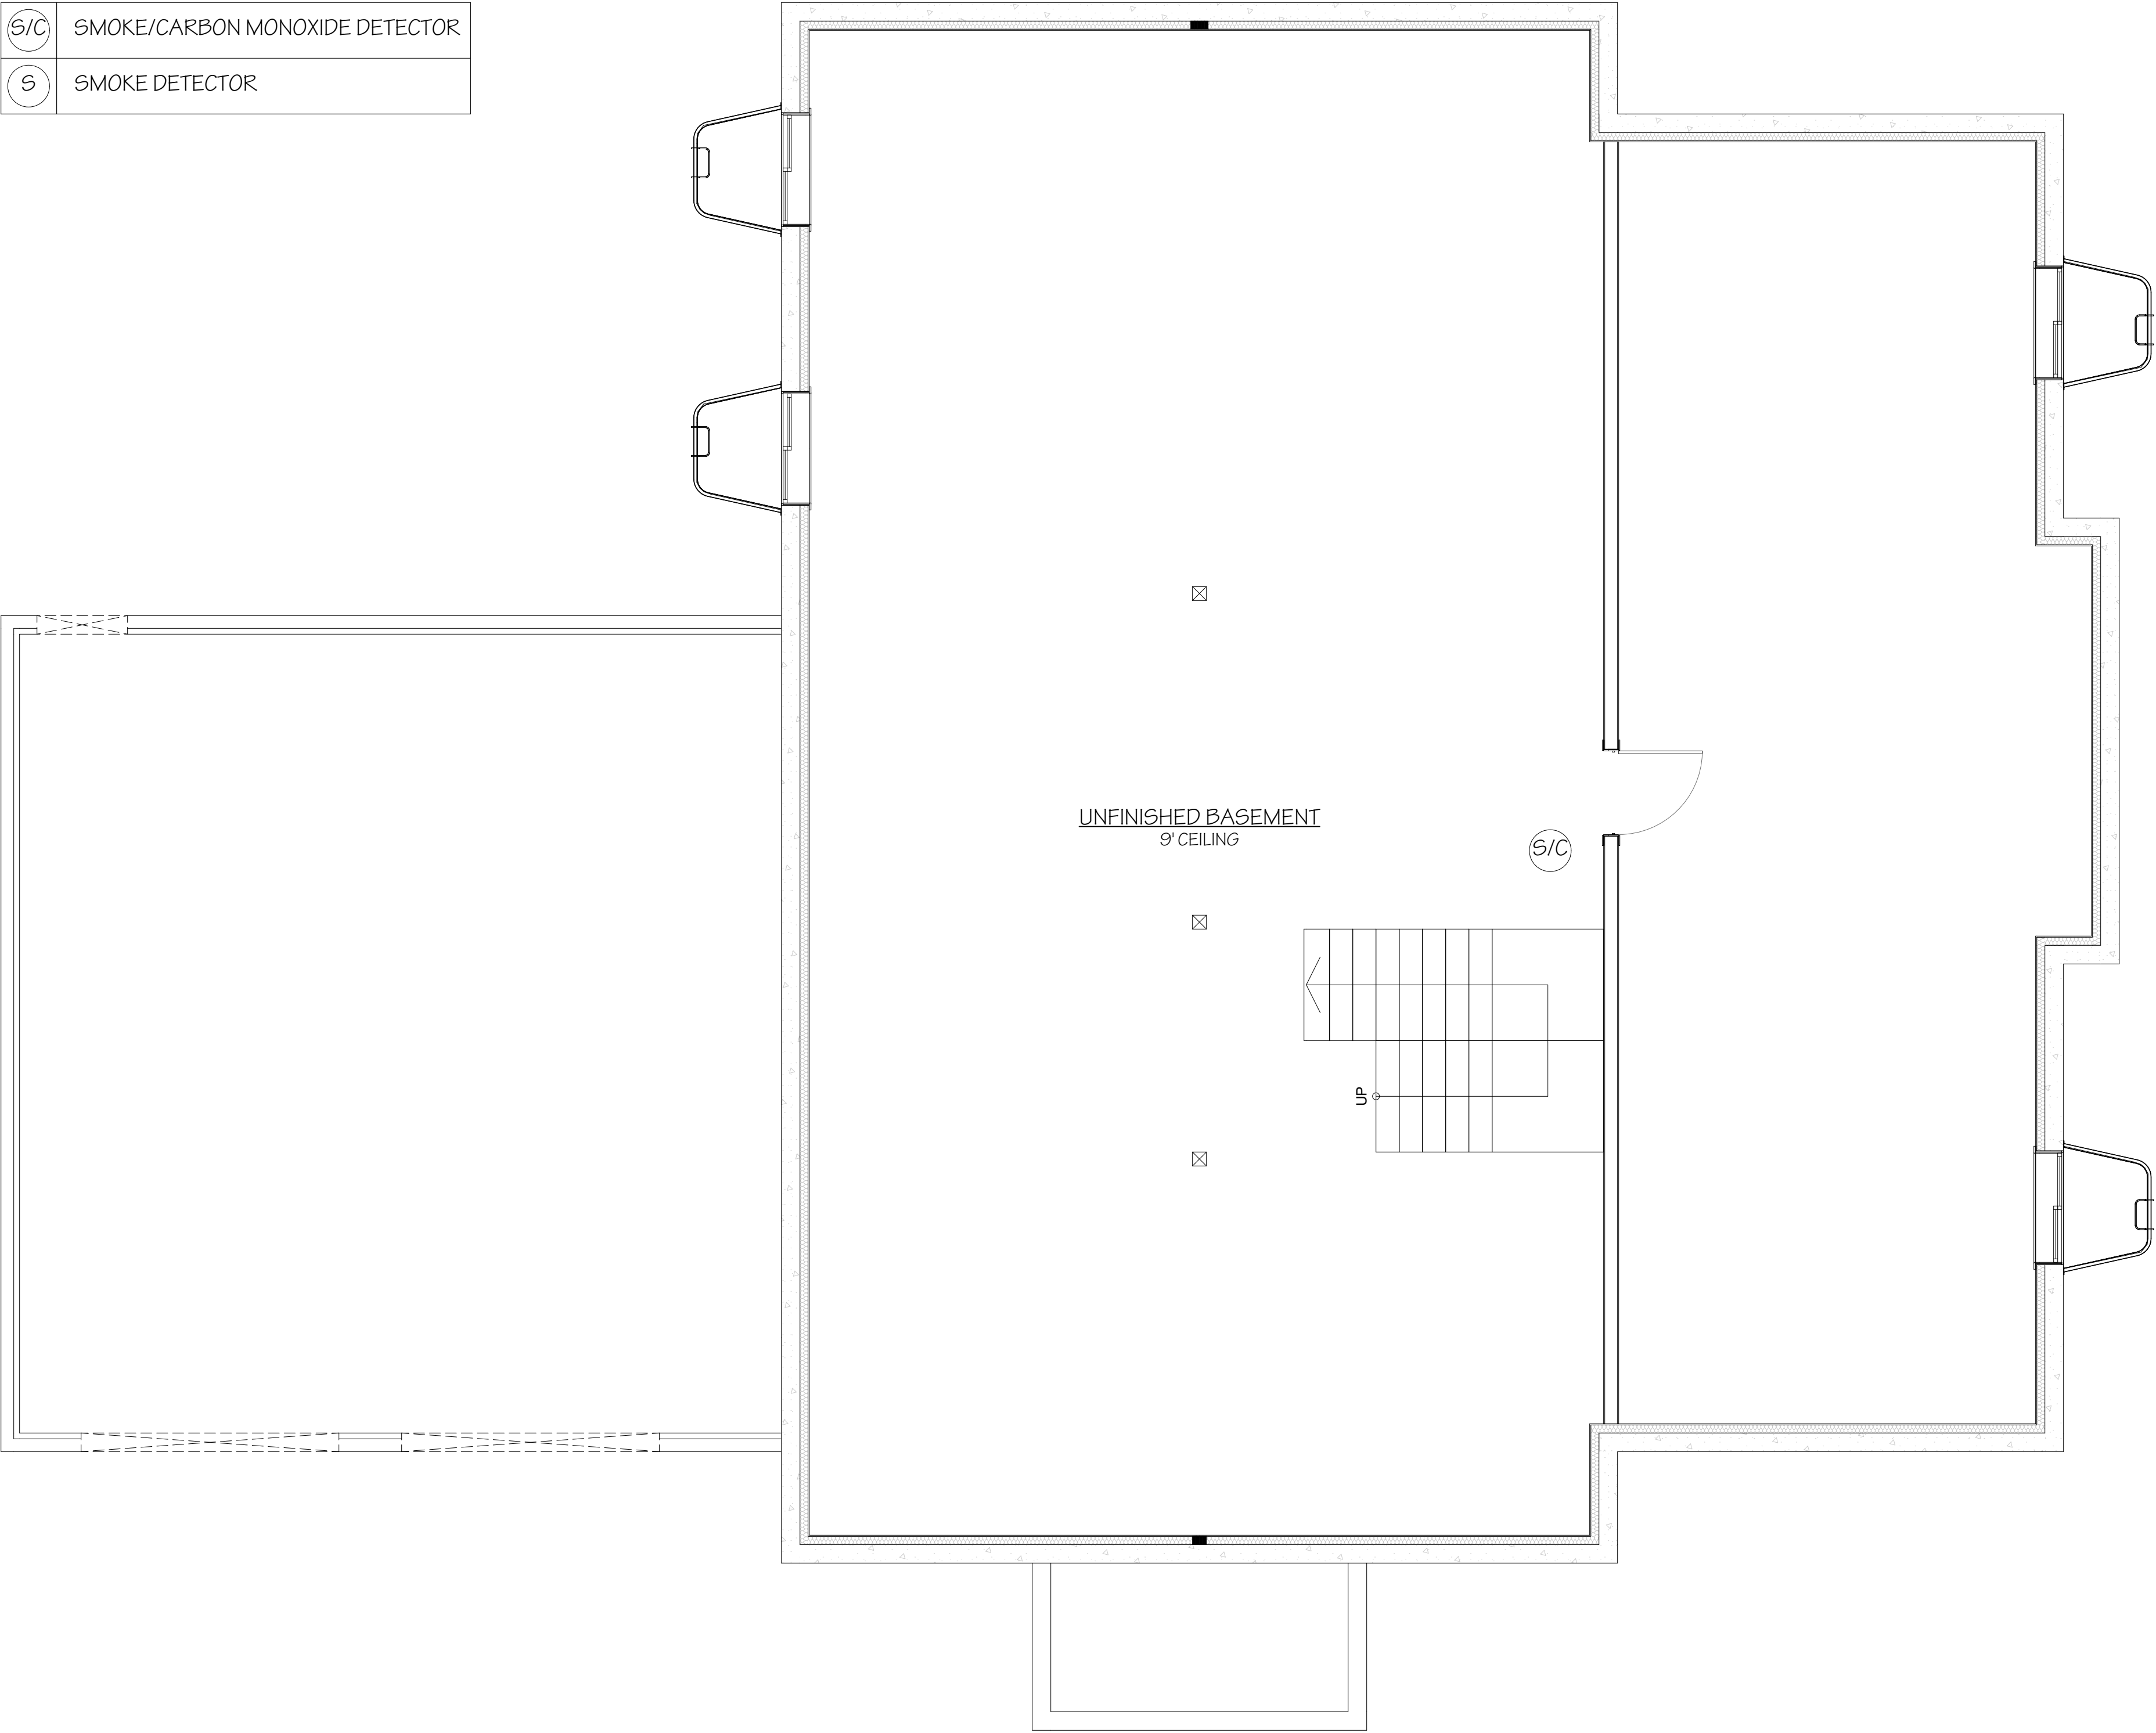 S/C SMOKE/CARBON MONOXIDE DETECTOR
S SMOKE DETECTOR
UNFINISHED BASEMENT
9' CEILING
S/C
UP